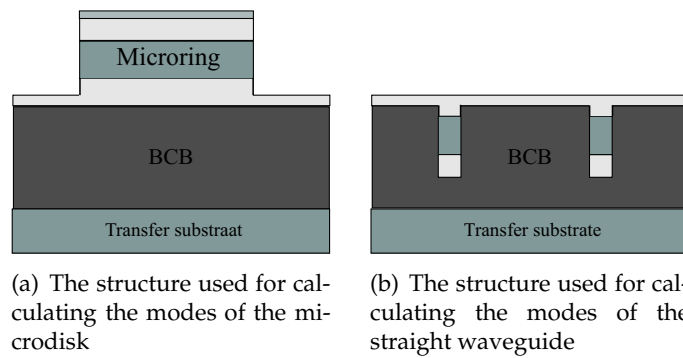 Microring
BCB
Transfer substraat
BCB
Transfer substrate
(a) The structure used for cal-
culating the modes of the mi-
crodisk
(b) The structure used for cal-
culating the modes of the
straight waveguide